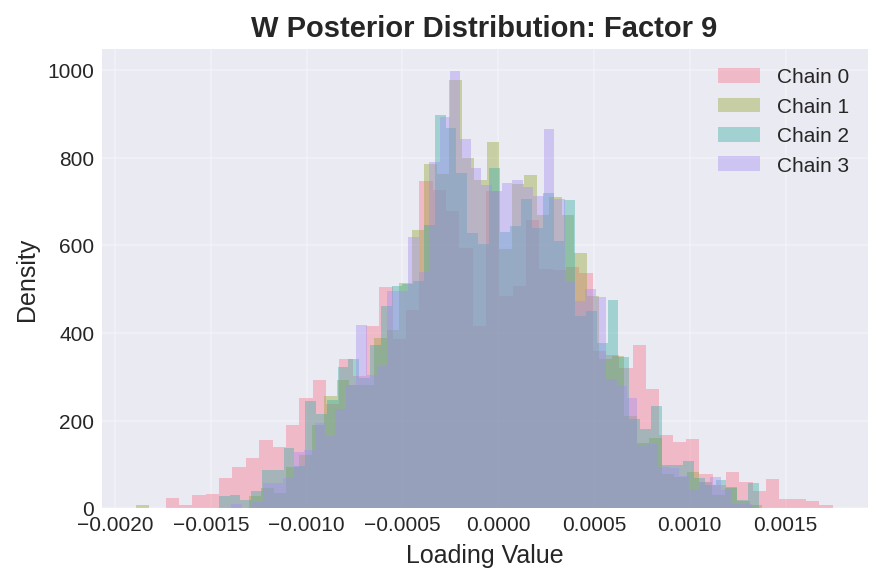 W Posterior Distribution: Factor 9
Chain 0
Chain 1
Chain 2
Chain 3
Density
1000
800
600
400
200
0
−0.0020 −0.0015 −0.0010 −0.0005 0.0000 0.0005 0.0010 0.0015
Loading Value